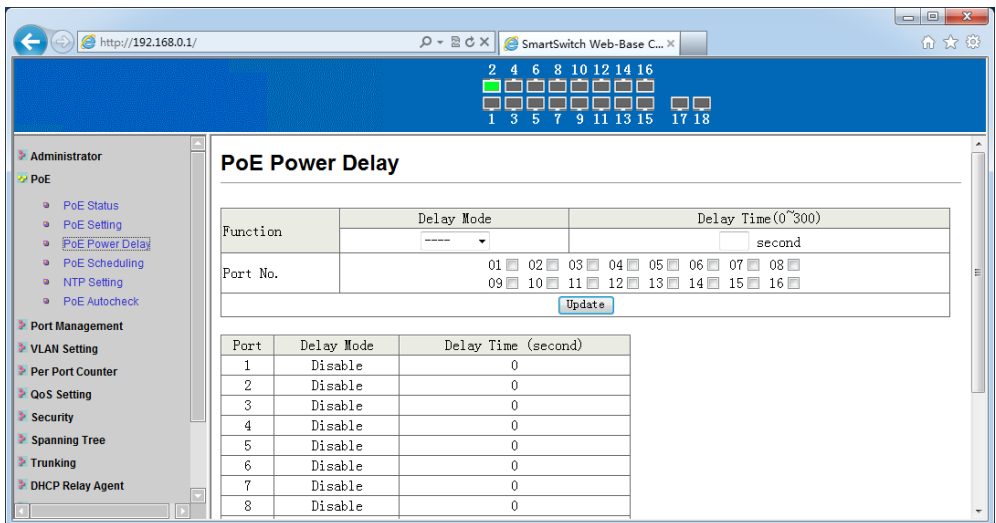 http://192.168.0.1/
SmartSwitch Web-Base C...
2 4 6 8 10 12 14 16
1 3 5 7 9 11 13 15 17 18
Administrator
PoE
PoE Status
PoE Setting
PoE Power Delay
PoE Scheduling
NTP Setting
PoE Autocheck
Port Management
VLAN Setting
Per Port Counter
QoS Setting
Security
Spanning Tree
Trunking
DHCP Relay Agent
PoE Power Delay
Function Delay Mode Delay Time(0~300)
---- second
Port No. 01 02 03 04 05 06 07 08
09 10 11 12 13 14 15 16
Update
Port Delay Mode Delay Time (second)
1 Disable 0
2 Disable 0
3 Disable 0
4 Disable 0
5 Disable 0
6 Disable 0
7 Disable 0
8 Disable 0